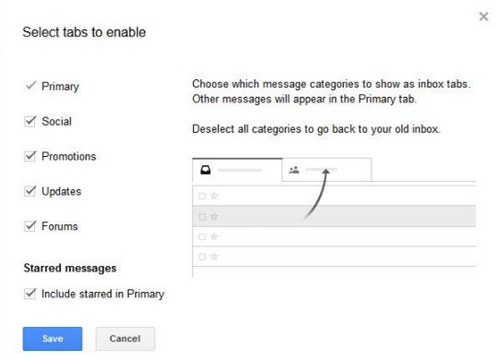 Select tabs to enable
Primary
Social
Promotions
Updates
Forums
Choose which message categories to show as inbox tabs.
Other messages will appear in the Primary tab.
Deselect all categories to go back to your old inbox.
Starred messages
Include starred in Primary
Save
Cancel